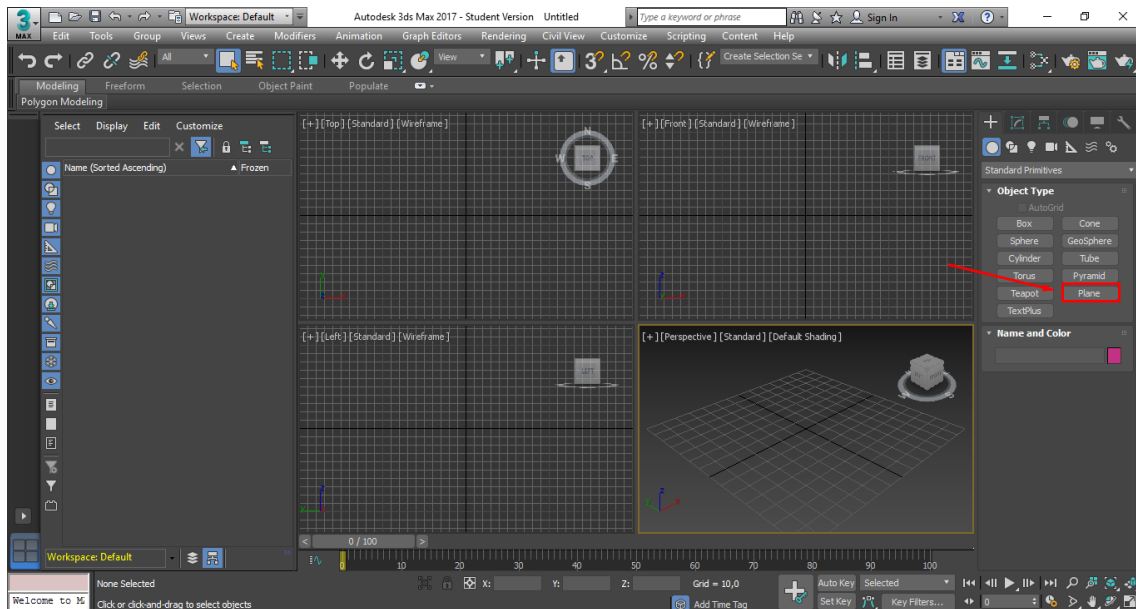 3
MAX
Workspace: Default
Autodesk 3ds Max 2017 - Student Version Untitled
Type a keyword or phrase
Sign In
Edit Tools Group Views Create Modifiers Animation Graph Editors Rendering Civil View Customize Scripting Content Help
All
View
Create Selection Se
Modeling Freeform Selection Object Paint Populate
Polygon Modeling
Select Display Edit Customize
Name (Sorted Ascending) ▲ Frozen
[+] [Top] [Standard] [Wireframe]
N
W TOP E
S
[+] [Front] [Standard] [Wireframe]
FRONT
[+] [Left] [Standard] [Wireframe]
LEFT
[+] [Perspective] [Standard] [Default Shading]
Standard Primitives
Object Type
AutoGrid
Box Cone
Sphere GeoSphere
Cylinder Tube
Torus Pyramid
Teapot Plane
TextPlus
Name and Color
Workspace: Default
0 / 100
0 10 20 30 40 50 60 70 80 90 100
None Selected
X: Y: Z: Grid = 10,0
Auto Key Selected
Welcome to M
Click or click-and-drag to select objects
Add Time Tag
Set Key Key Filters...
0